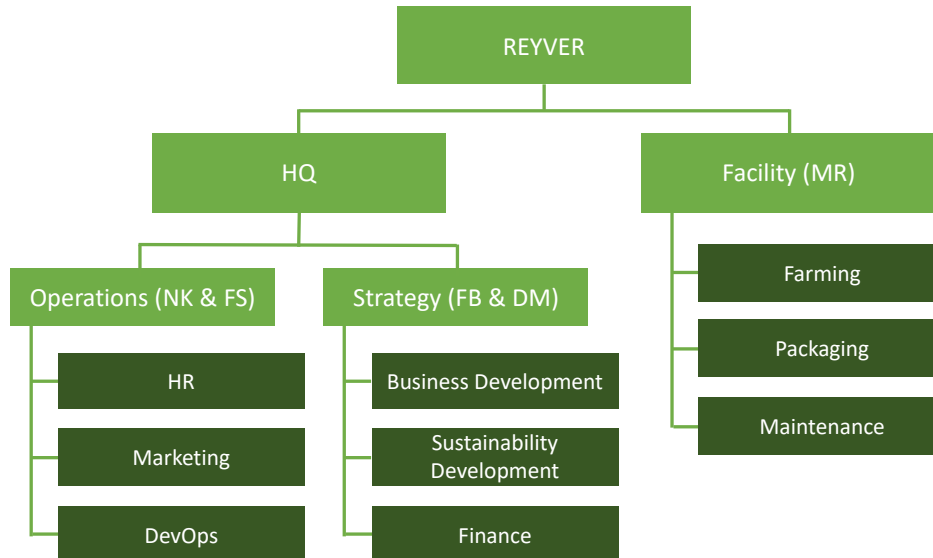 REYVER
HQ
Facility (MR)
Operations (NK & FS)
Strategy (FB & DM)
HR
Marketing
DevOps
Business Development
Sustainability
Development
Finance
Farming
Packaging
Maintenance